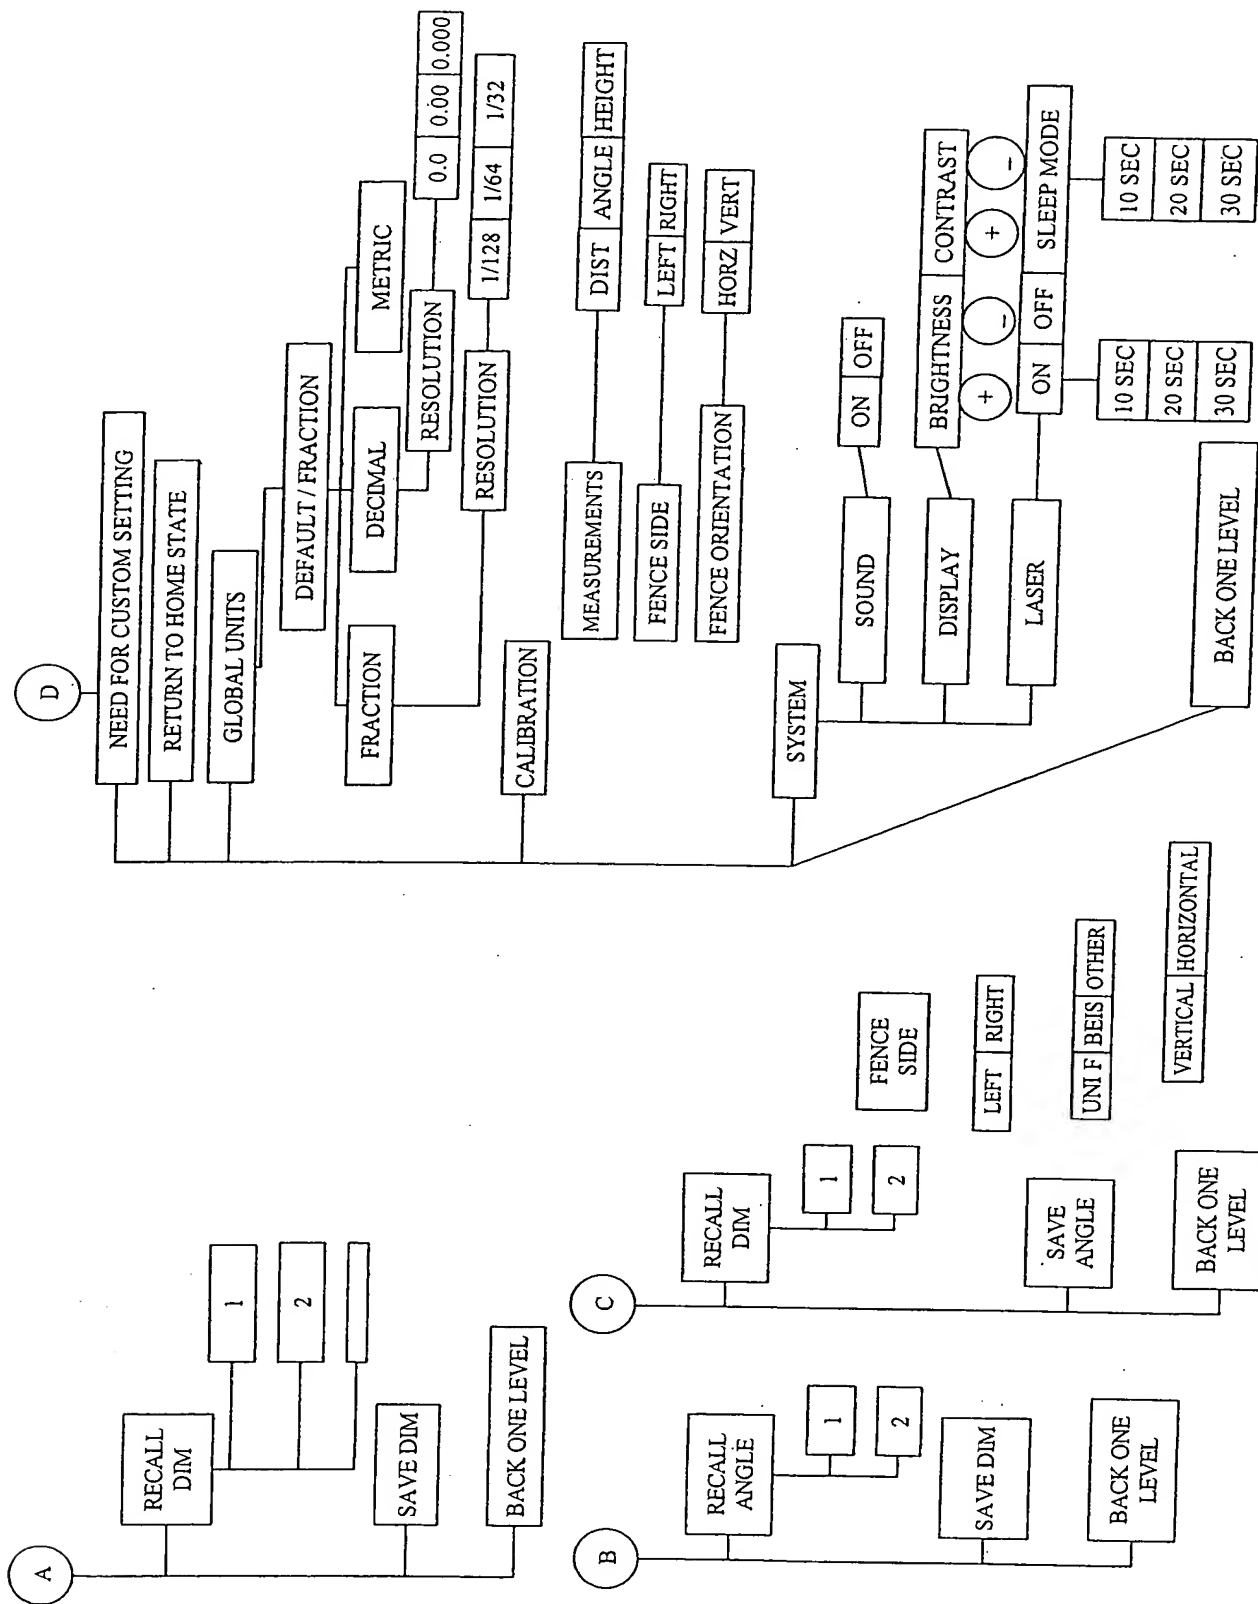 A
RECALL
DIM
1
2
SAVE DIM
BACK ONE LEVEL
B
RECALL
ANGLE
1
2
SAVE DIM
BACK ONE
LEVEL
C
RECALL
DIM
1
2
SAVE
ANGLE
BACK ONE
LEVEL
FENCE
SIDE
LEFT RIGHT
UNI F BEIS OTHER
VERTICAL HORIZONTAL
D
NEED FOR CUSTOM SETTING
RETURN TO HOME STATE
GLOBAL UNITS
DEFAULT / FRACTION
FRACTION DECIMAL METRIC
RESOLUTION 0.0 0.00 0.000
RESOLUTION 1/128 1/64 1/32
CALIBRATION
MEASUREMENTS DIST ANGLE HEIGHT
FENCE SIDE LEFT RIGHT
FENCE ORIENTATION HORZ VERT
SYSTEM
SOUND ON OFF
DISPLAY BRIGHTNESS CONTRAST
+ − + −
LASER ON OFF SLEEP MODE
10 SEC 10 SEC
20 SEC 20 SEC
30 SEC 30 SEC
BACK ONE LEVEL